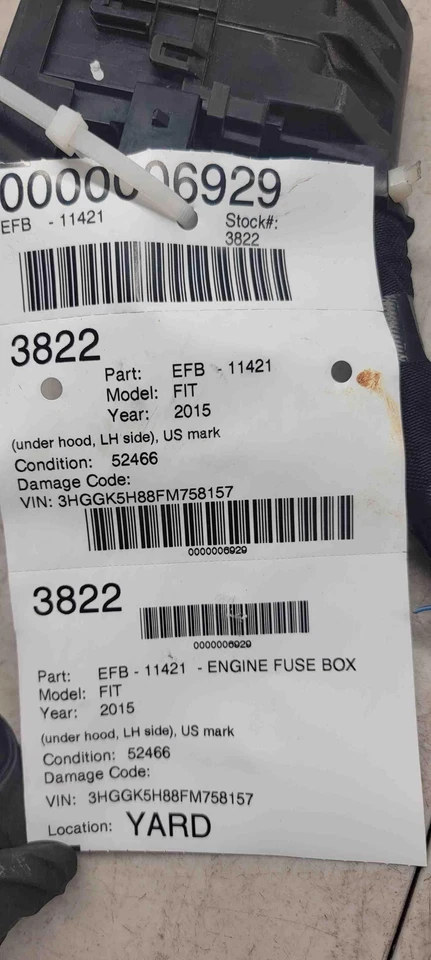 0000006929
EFB - 11421
Stock#:
3822
3822
Part: EFB - 11421
Model: FIT
Year: 2015
(under hood, LH side), US mark
Condition: 52466
Damage Code:
VIN: 3HGGK5H88FM758157
0000006929
3822
0000006929
Part: EFB - 11421 - ENGINE FUSE BOX
Model: FIT
Year: 2015
(under hood, LH side), US mark
Condition: 52466
Damage Code:
VIN: 3HGGK5H88FM758157
Location: YARD